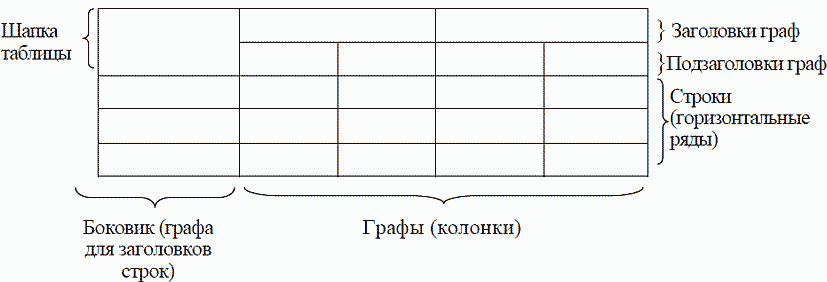 Шапка
таблицы
Заголовки граф
Подзаголовки граф
Строки
(горизонтальные
ряды)
Боковик (графа
для заголовков
строк)
Графы (колонки)